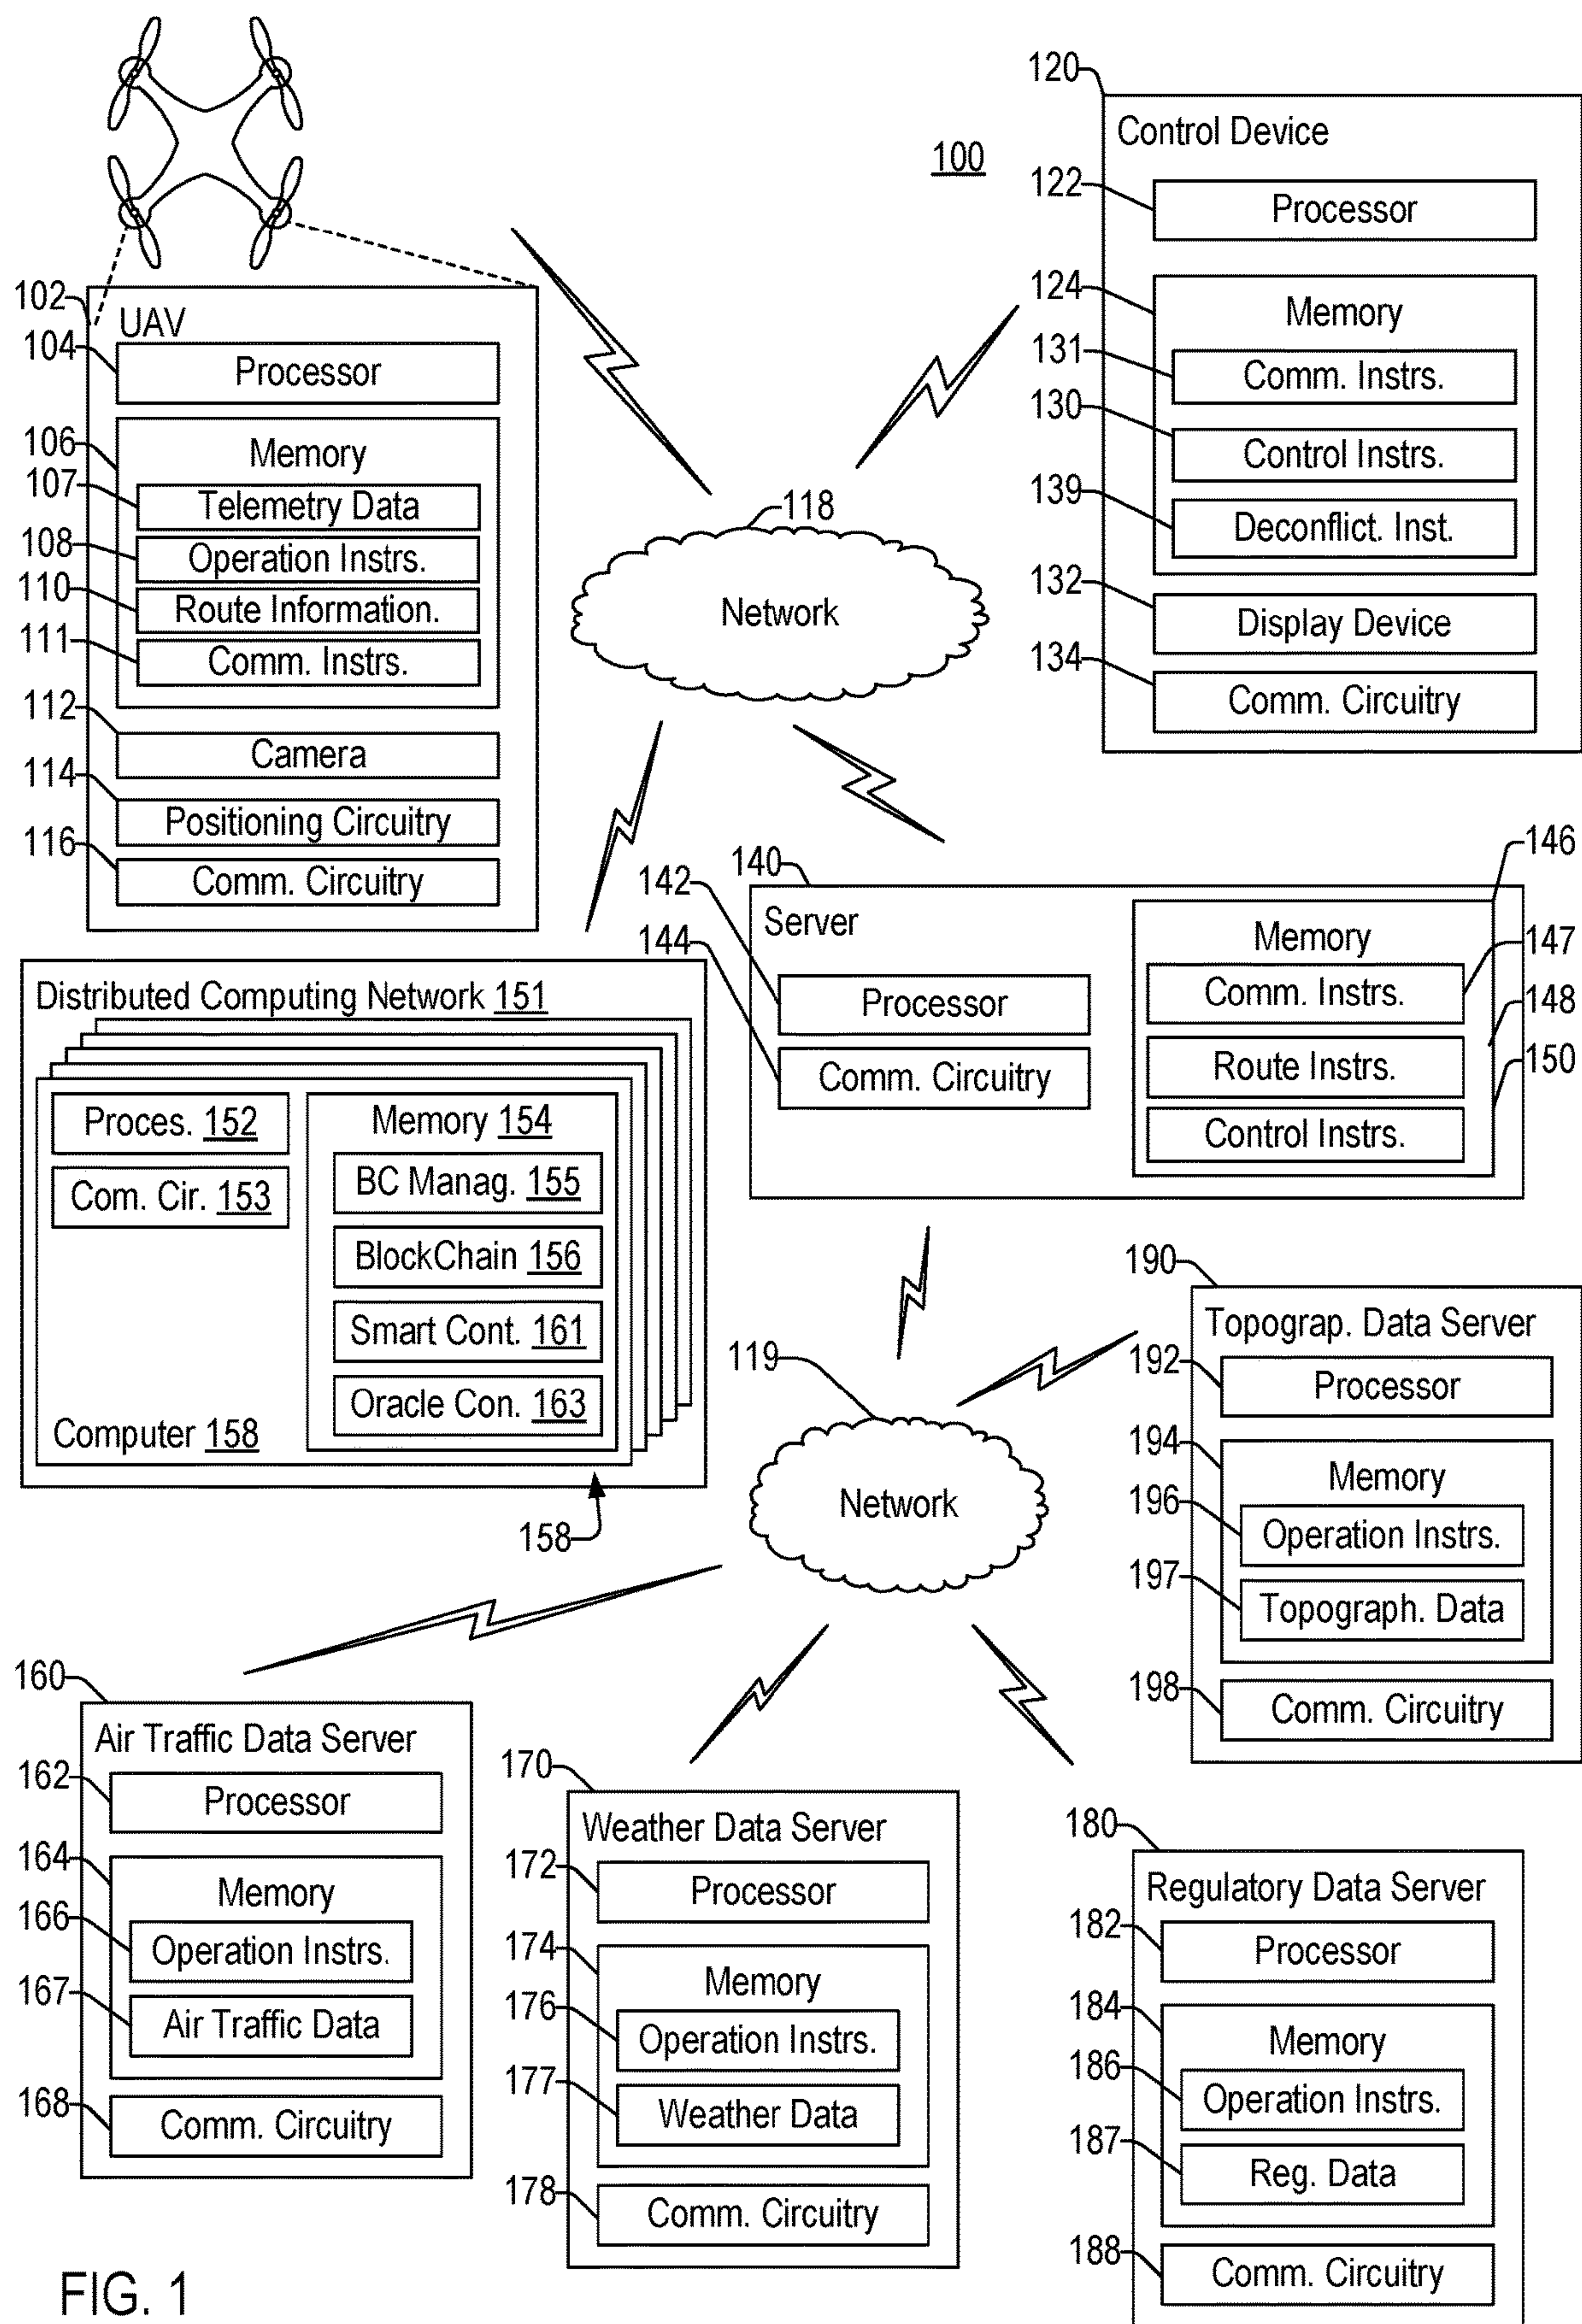 100
102
UAV
104
Processor
106
Memory
107
Telemetry Data
108
Operation Instrs.
110
Route Information.
111
Comm. Instrs.
112
Camera
114
Positioning Circuitry
116
Comm. Circuitry
120
Control Device
122
Processor
124
Memory
131
Comm. Instrs.
130
Control Instrs.
139
Deconflict. Inst.
132
Display Device
134
Comm. Circuitry
118
Network
140
Server
142
Processor
144
Comm. Circuitry
146
Memory
147
Comm. Instrs.
148
Route Instrs.
150
Control Instrs.
Distributed Computing Network 151
Proces. 152
Com. Cir. 153
Memory 154
BC Manag. 155
BlockChain 156
Smart Cont. 161
Oracle Con. 163
Computer 158
158
119
Network
190
Topograp. Data Server
192
Processor
194
Memory
196
Operation Instrs.
197
Topograph. Data
198
Comm. Circuitry
160
Air Traffic Data Server
162
Processor
164
Memory
166
Operation Instrs.
167
Air Traffic Data
168
Comm. Circuitry
170
Weather Data Server
172
Processor
174
Memory
176
Operation Instrs.
177
Weather Data
178
Comm. Circuitry
180
Regulatory Data Server
182
Processor
184
Memory
186
Operation Instrs.
187
Reg. Data
188
Comm. Circuitry
FIG. 1